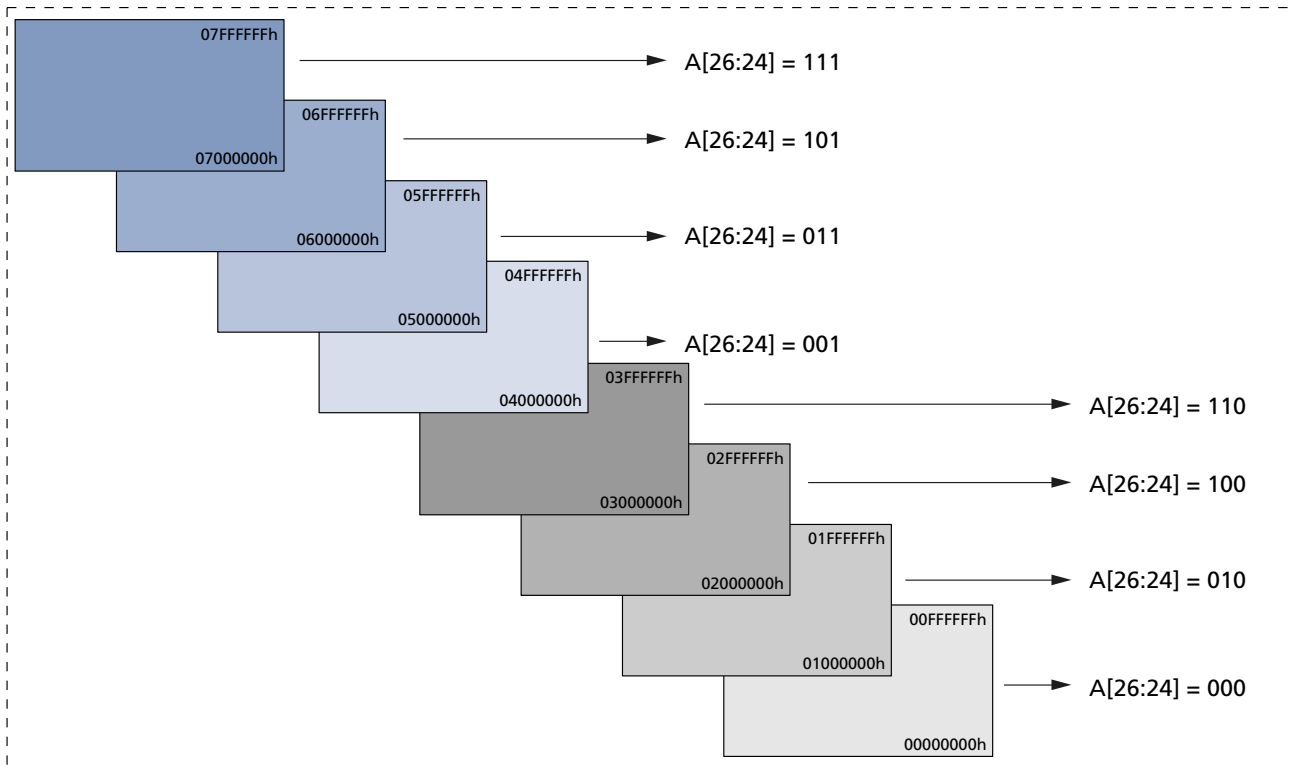 07FFFFFFh
A[26:24] = 111
06FFFFFFh
A[26:24] = 101
07000000h
05FFFFFFh
A[26:24] = 011
06000000h
04FFFFFFh
05000000h
A[26:24] = 001
03FFFFFFh
04000000h
A[26:24] = 110
02FFFFFFh
A[26:24] = 100
03000000h
01FFFFFFh
A[26:24] = 010
02000000h
00FFFFFFh
01000000h
A[26:24] = 000
00000000h